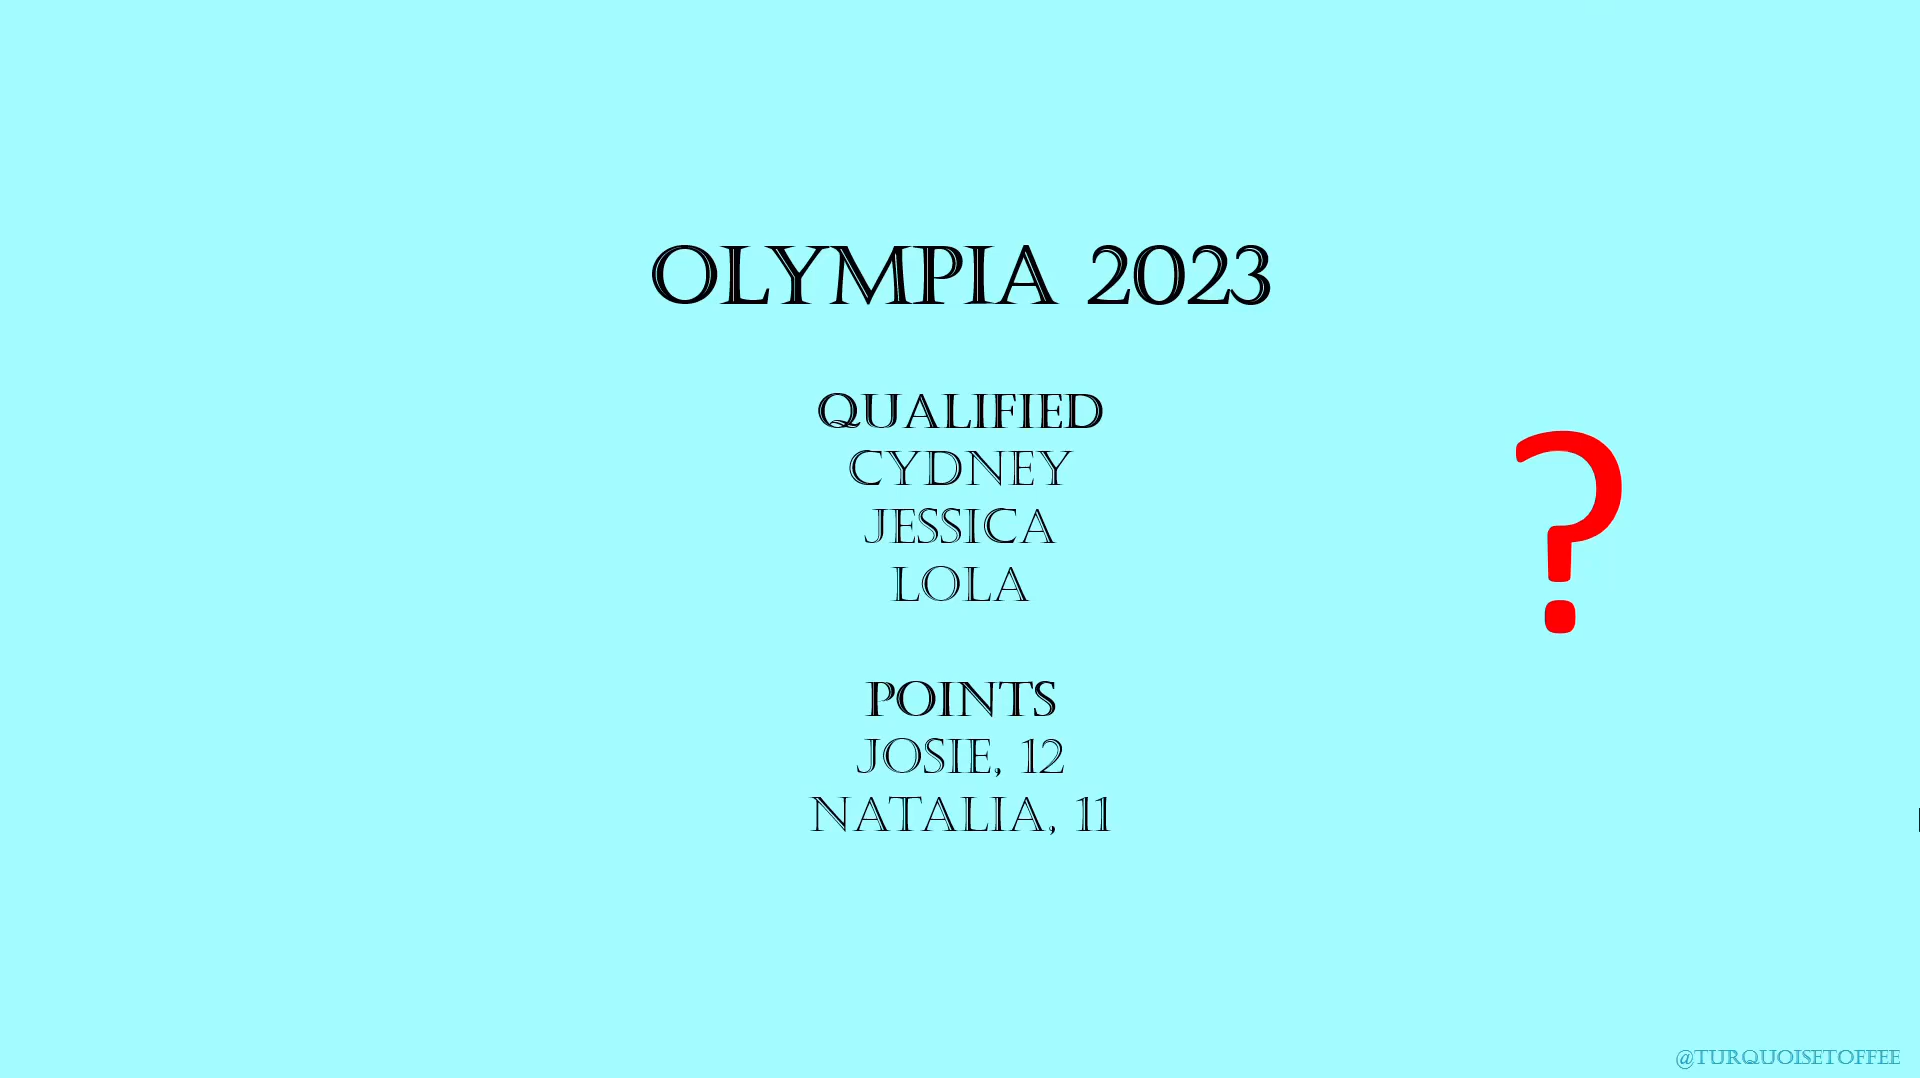 OLYMPIA 2023
QUALIFIED
CYDNEY
JESSICA
LOLA
?
POINTS
JOSIE, 12
NATALIA, 11
@TURQUOISETOFFEE